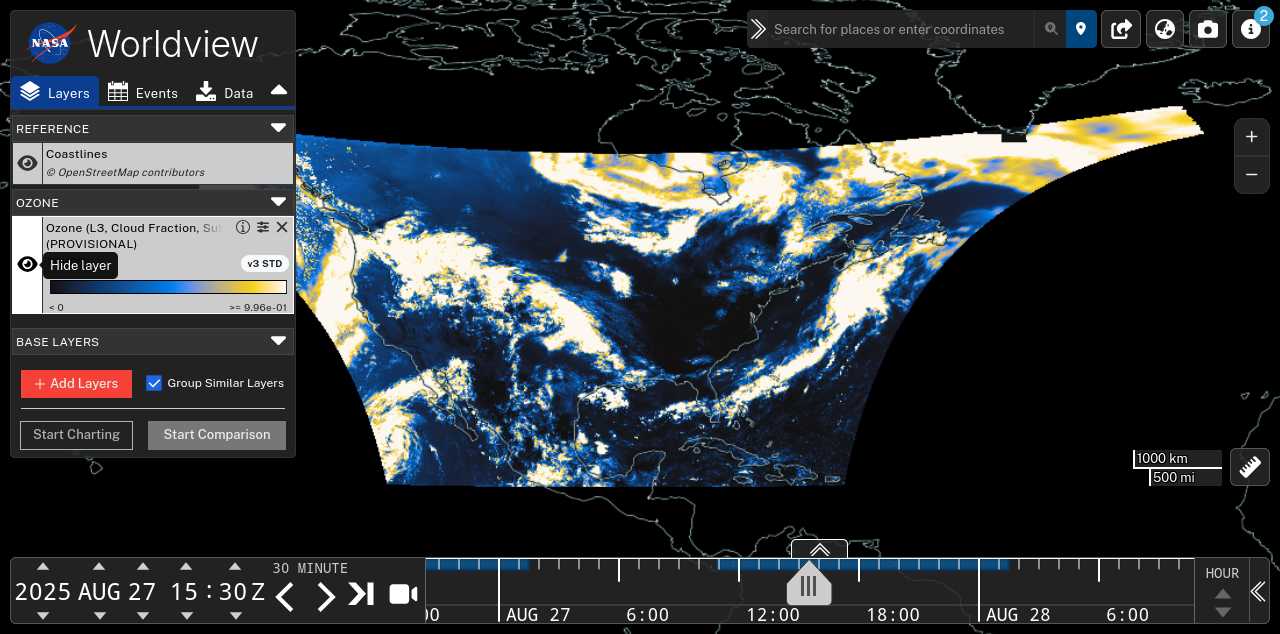 NASA
Worldview
Layers
Events
Data
REFERENCE
Coastlines
© OpenStreetMap contributors
OZONE
Ozone (L3, Cloud Fraction, Su
(PROVISIONAL)
Hide layer
v3 STD
< 0
>= 9.96e-01
BASE LAYERS
+ Add Layers
Group Similar Layers
Start Charting
Start Comparison
Search for places or enter coordinates
2
+
−
1000 km
500 mi
2025 AUG 27 15 : 30 Z
30 MINUTE
00
AUG 27
6:00
12:00
18:00
AUG 28
6:00
HOUR